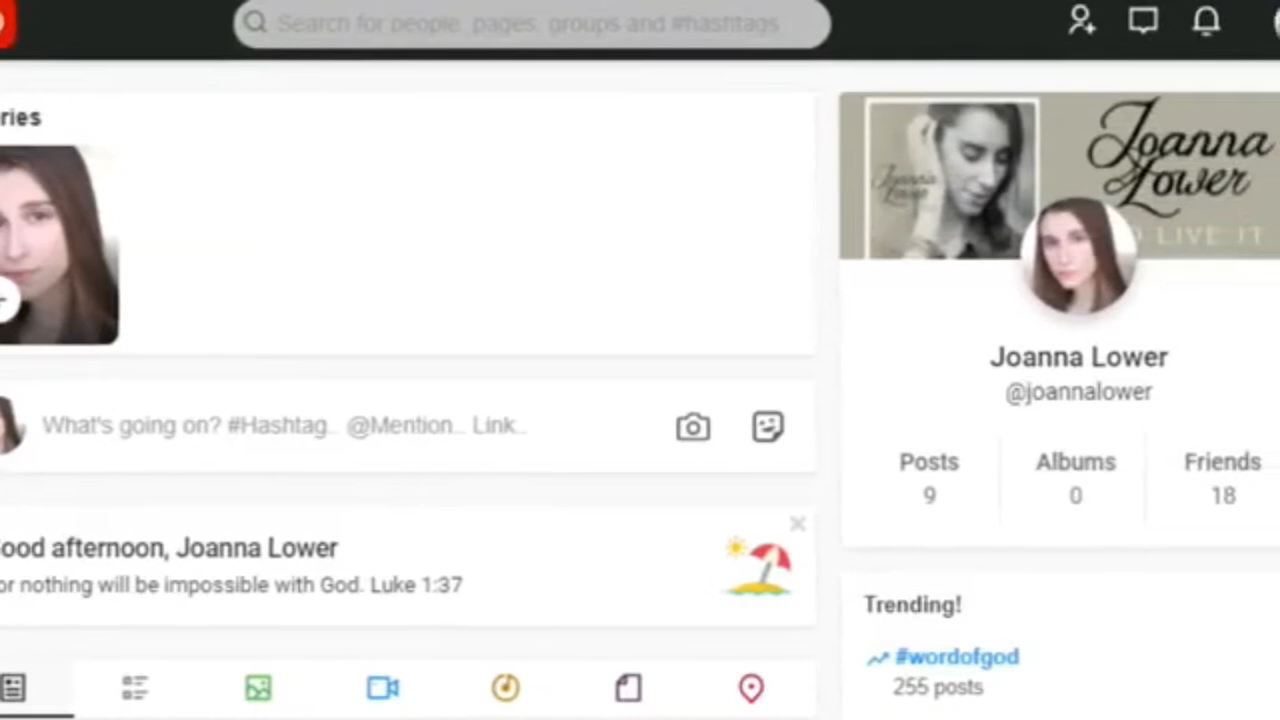 Search for people, pages, groups and #hashtags
ries
Joanna
Lower
Joanna
Lower
LIVE IT
Joanna Lower
@joannalower
What's going on? #Hashtag.. @Mention.. Link..
Posts
Albums
Friends
9
0
18
ood afternoon, Joanna Lower
or nothing will be impossible with God. Luke 1:37
Trending!
#wordofgod
255 posts